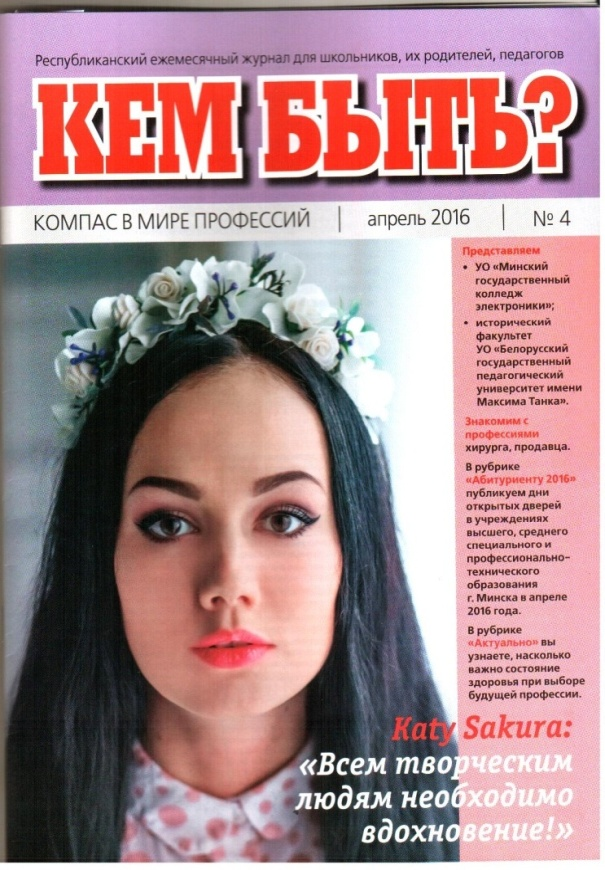 Республиканский ежемесячный журнал для школьников, их родителей, педагогов
КЕМ БЫТЬ?
КОМПАС В МИРЕ ПРОФЕССИЙ | апрель 2016 | № 4
Представляем
• УО «Минский
государственный
колледж
электроники»;
• исторический
факультет
УО «Белорусский
государственный
педагогический
университет имени
Максима Танка».
Знакомим с
профессиями
хирурга, продавца.
В рубрике
«Абитуриенту 2016»
публикуем дни
открытых дверей
в учреждениях
высшего, среднего
специального и
профессионально-
технического
образования
г. Минска в апреле
2016 года.
В рубрике
«Актуально» вы
узнаете, насколько
важно состояние
здоровья при выборе
будущей профессии.
Katy Sakura:
«Всем творческим
людям необходимо
вдохновение!»